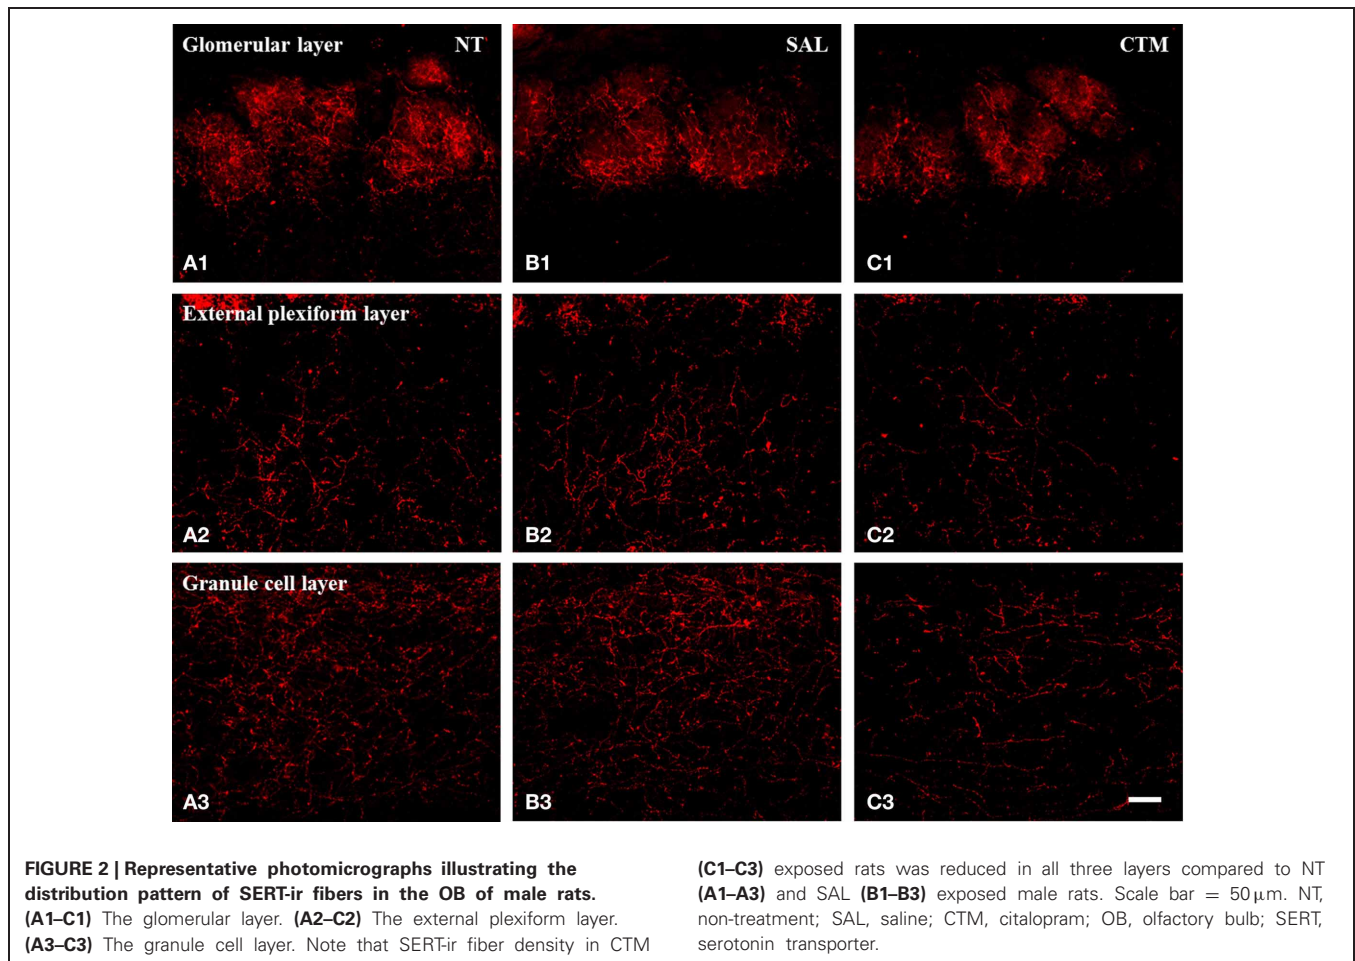 Glomerular layer NT SAL CTM
A1 B1 C1
External plexiform layer
A2 B2 C2
Granule cell layer
A3 B3 C3
FIGURE 2 | Representative photomicrographs illustrating the
distribution pattern of SERT-ir fibers in the OB of male rats.
(A1–C1) The glomerular layer. (A2–C2) The external plexiform layer.
(A3–C3) The granule cell layer. Note that SERT-ir fiber density in CTM
(C1–C3) exposed rats was reduced in all three layers compared to NT
(A1–A3) and SAL (B1–B3) exposed male rats. Scale bar = 50 μm. NT,
non-treatment; SAL, saline; CTM, citalopram; OB, olfactory bulb; SERT,
serotonin transporter.